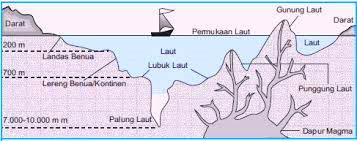 Gunung Laut
Darat
Permukaan Laut
Darat
200 m
Laut
Laut
Landas Benua
Lubuk Laut
700 m
Lereng Benua/Kontinen
Punggung Laut
7.000-10.000 m m
Palung Laut
Dapur Magma